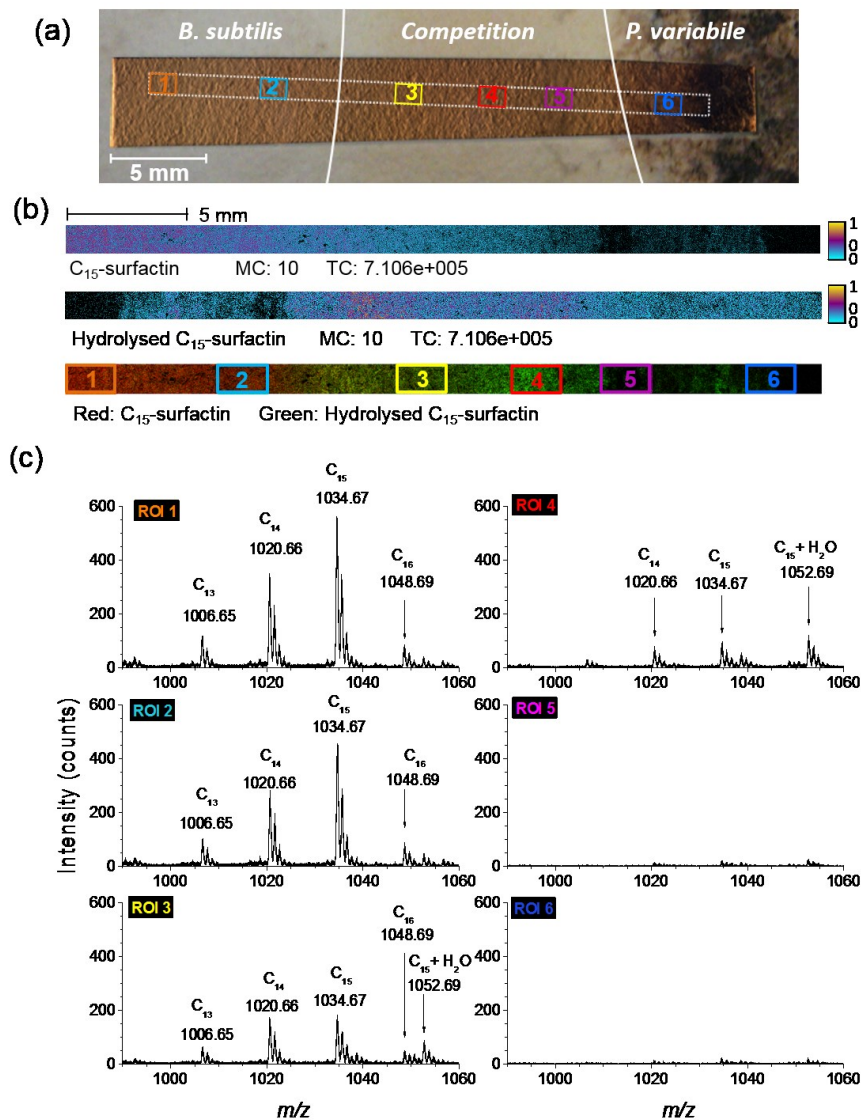 (a)
B. subtilis Competition P. variabile
1 2 3 4 5 6
5 mm
(b)
5 mm
1
0
C₁₅-surfactin MC: 10 TC: 7.106e+005
1
0
Hydrolysed C₁₅-surfactin MC: 10 TC: 7.106e+005
1 2 3 4 5 6
Red: C₁₅-surfactin Green: Hydrolysed C₁₅-surfactin
(c)
Intensity (counts)
ROI 1
600
400
200
0
C₁₃
1006.65
C₁₄
1020.66
C₁₅
1034.67
C₁₆
1048.69
1000 1020 1040 1060
ROI 4
600
400
200
0
C₁₄
1020.66
C₁₅
1034.67
C₁₅ + H₂O
1052.69
1000 1020 1040 1060
ROI 2
600
400
200
0
C₁₃
1006.65
C₁₄
1020.66
C₁₅
1034.67
C₁₆
1048.69
1000 1020 1040 1060
ROI 5
600
400
200
0
1000 1020 1040 1060
ROI 3
600
400
200
0
C₁₃
1006.65
C₁₄
1020.66
C₁₅
1034.67
C₁₆
1048.69
C₁₅ + H₂O
1052.69
1000 1020 1040 1060
m/z
ROI 6
600
400
200
0
1000 1020 1040 1060
m/z